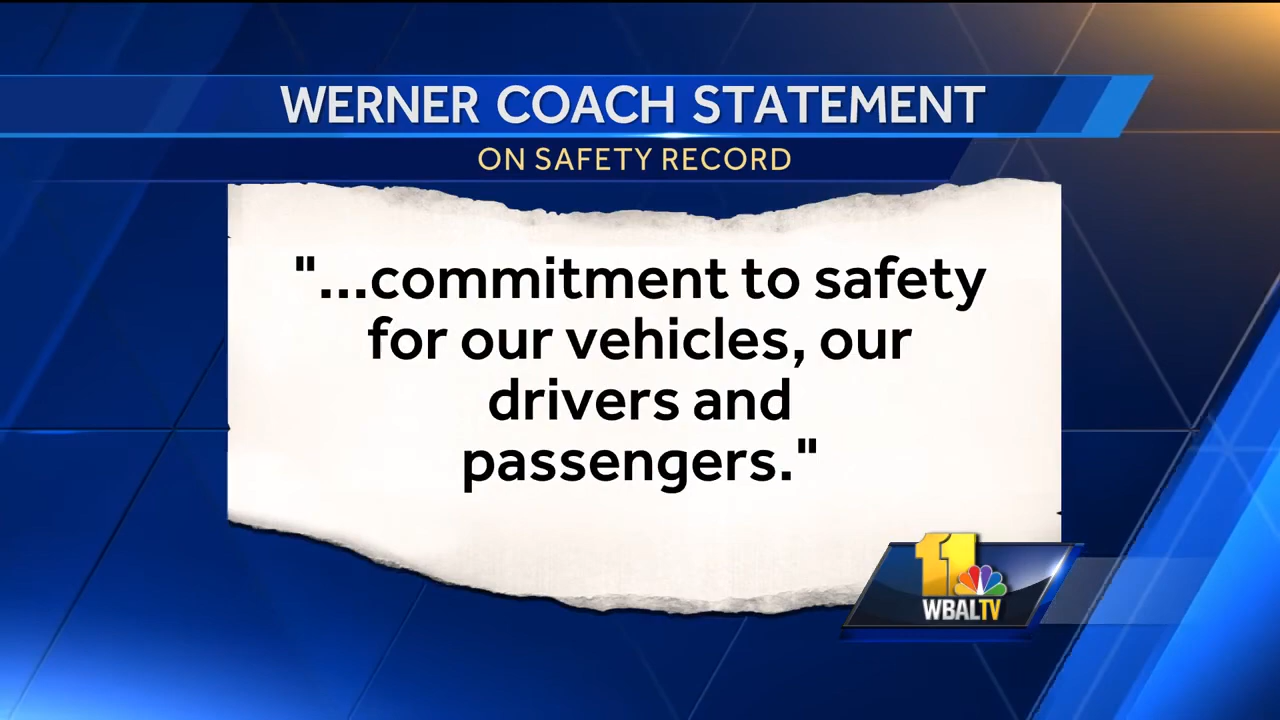 WERNER COACH STATEMENT
ON SAFETY RECORD
"...commitment to safety
for our vehicles, our
drivers and
passengers."
11
WBALTV